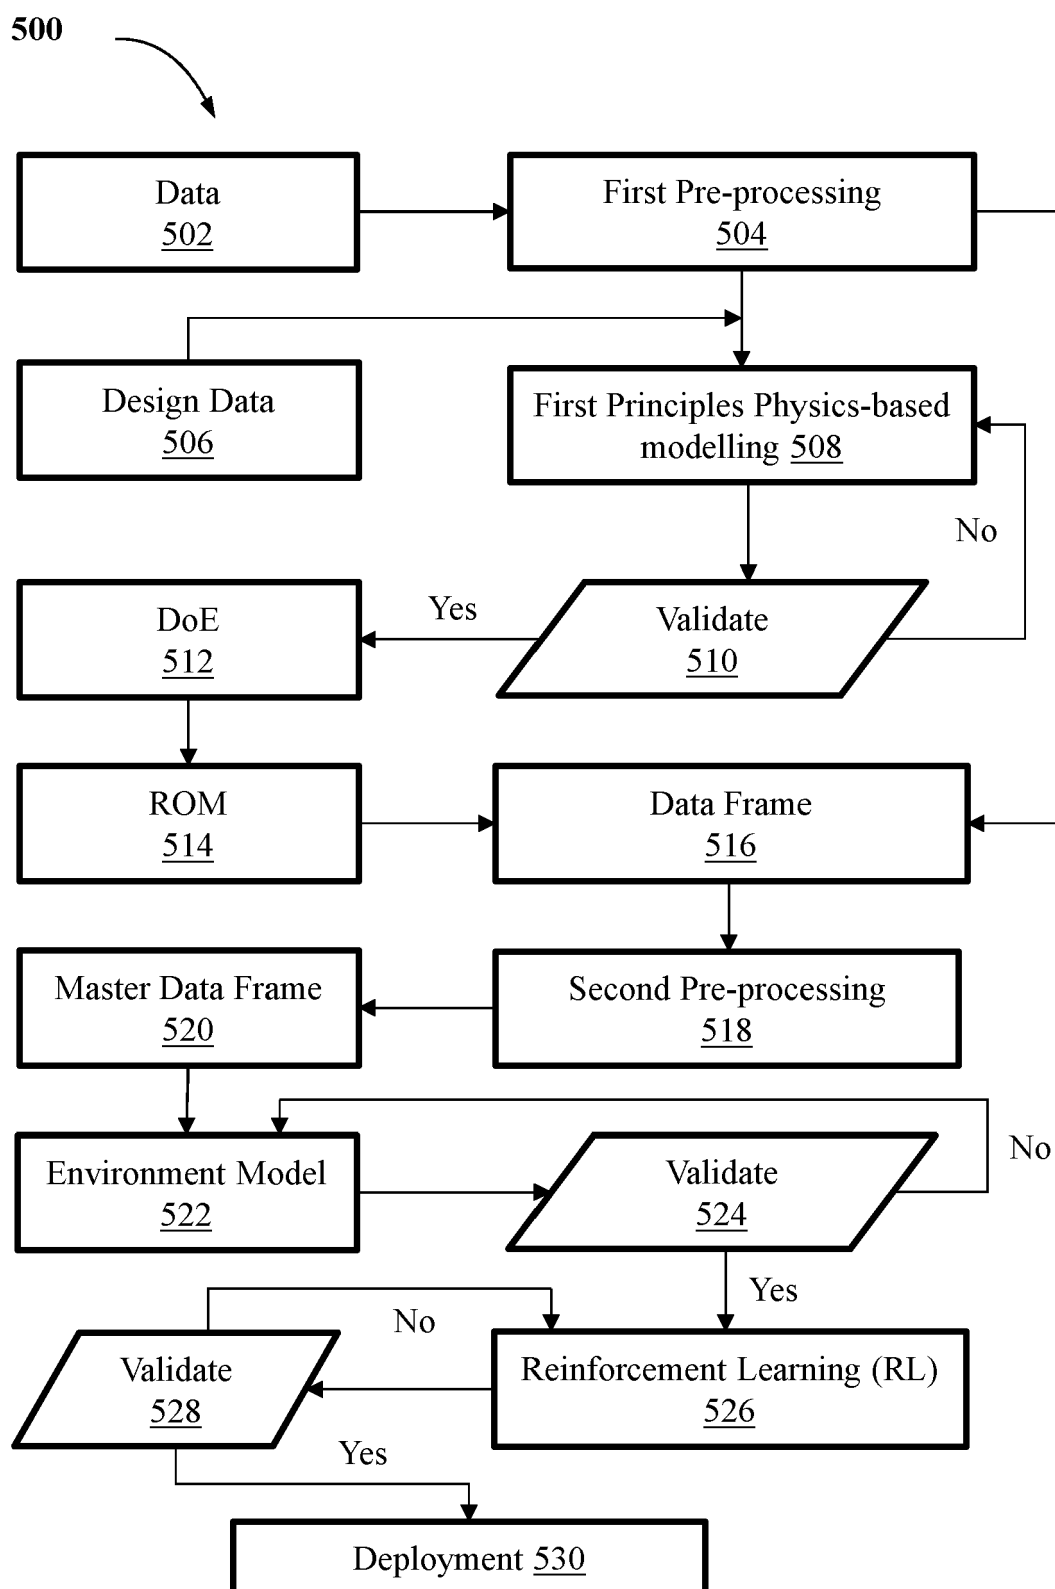 500
Data
502
First Pre-processing
504
Design Data
506
First Principles Physics-based
modelling 508
No
DoE
512
Yes
Validate
510
ROM
514
Data Frame
516
Master Data Frame
520
Second Pre-processing
518
Environment Model
522
Validate
524
No
Yes
No
Validate
528
Reinforcement Learning (RL)
526
Yes
Deployment 530